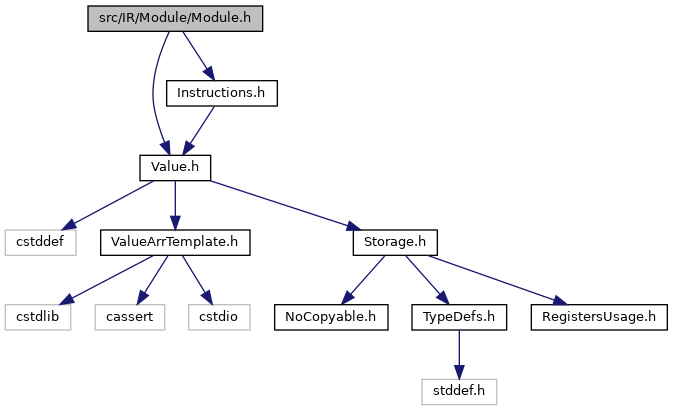 src/IR/Module/Module.h
Instructions.h
Value.h
cstddef
ValueArrTemplate.h
Storage.h
cstdlib
cassert
cstdio
NoCopyable.h
TypeDefs.h
RegistersUsage.h
stddef.h